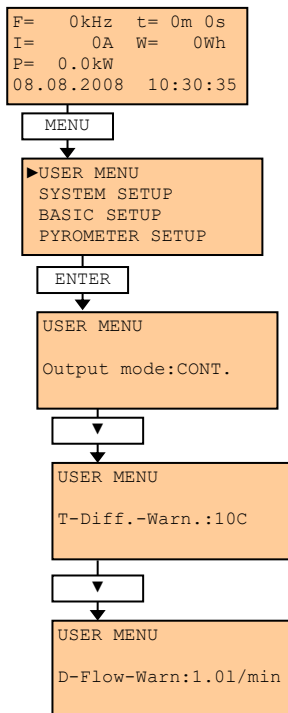 F=   0kHz  t= 0m 0s
I=     0A  W=   0Wh
P=  0.0kW
08.08.2008  10:30:35
MENU
►USER MENU
SYSTEM SETUP
BASIC SETUP
PYROMETER SETUP
ENTER
USER MENU
Output mode:CONT.
▼
USER MENU
T-Diff.-Warn.:10C
▼
USER MENU
D-Flow-Warn:1.0l/min